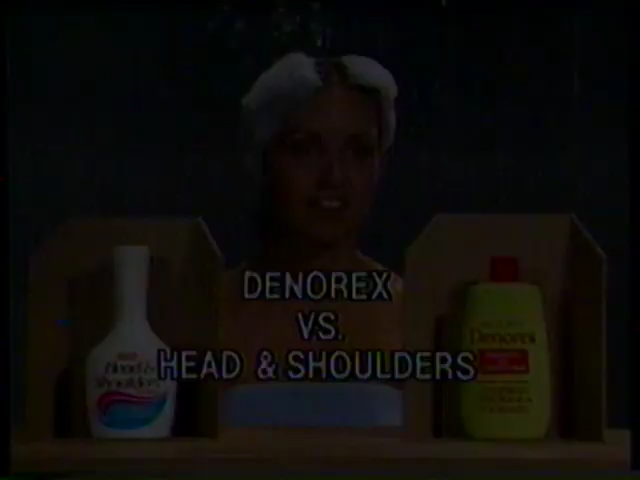 DENOREX
VS.
HEAD & SHOULDERS
Head &
Shoulders
Denorex